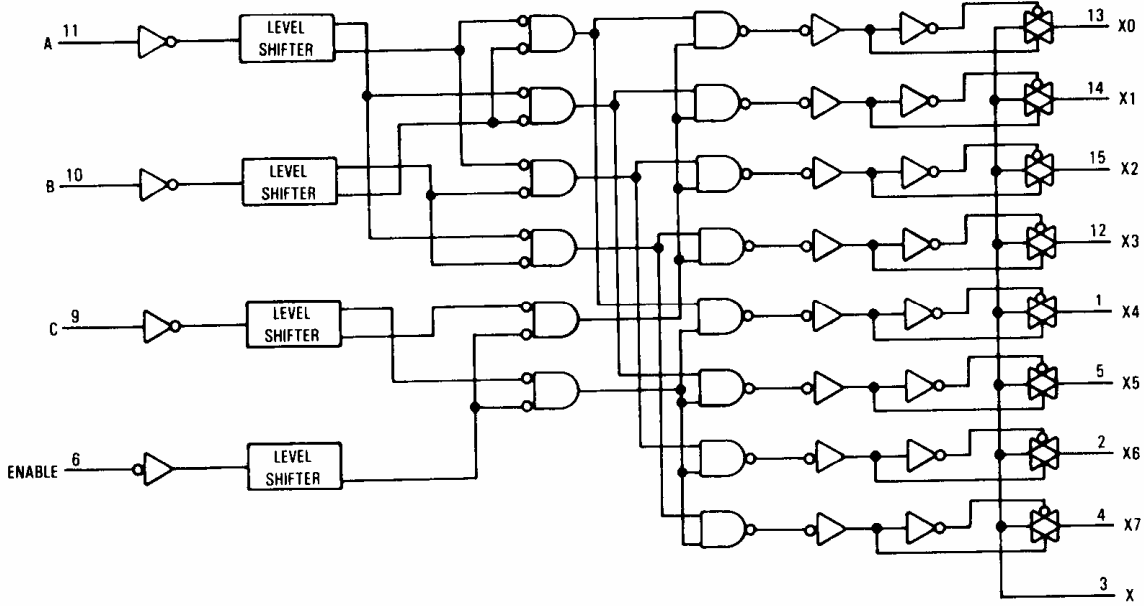 A 11
LEVEL
SHIFTER
13 X0
14 X1
B 10
LEVEL
SHIFTER
15 X2
12 X3
C 9
LEVEL
SHIFTER
1 X4
5 X5
ENABLE 6
LEVEL
SHIFTER
2 X6
4 X7
3 X